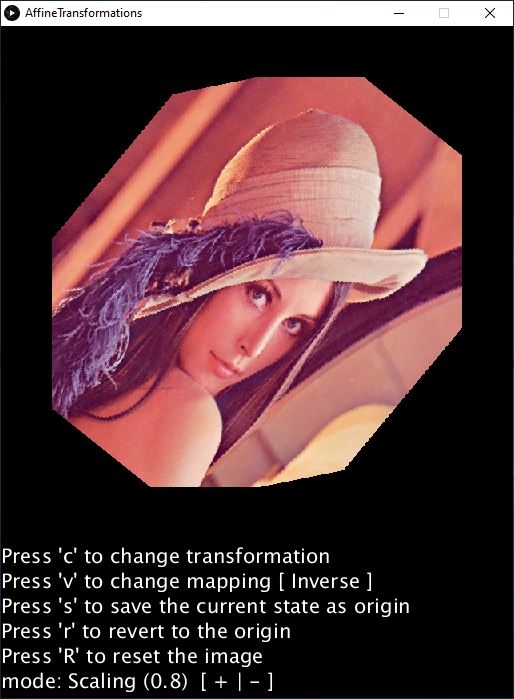 AffineTransformations
Press 'c' to change transformation
Press 'v' to change mapping [ Inverse ]
Press 's' to save the current state as origin
Press 'r' to revert to the origin
Press 'R' to reset the image
mode: Scaling (0.8)  [ + | - ]